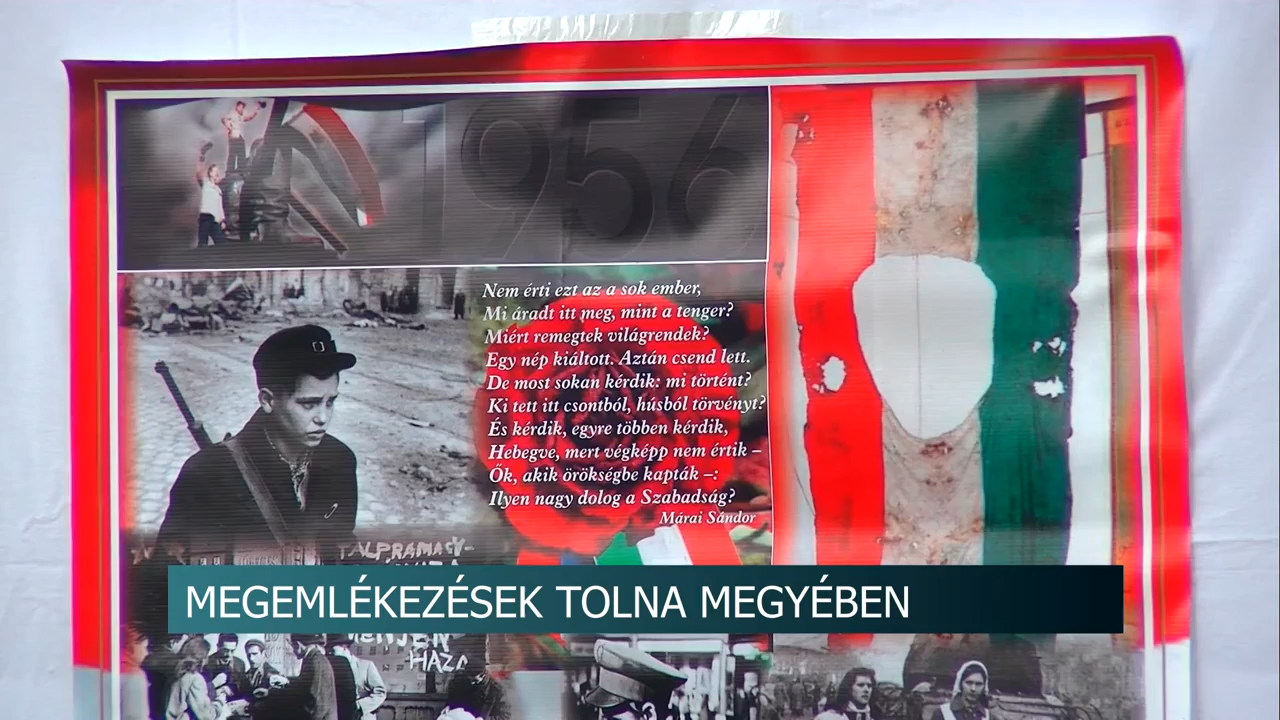 1956
Nem érti ezt az a sok ember,
Mi áradt itt meg, mint a tenger?
Miért remegtek világrendek?
Egy nép kiáltott. Aztán csend lett.
De most sokan kérdik: mi történt?
Ki tett itt csontból, húsból törvényt?
És kérdik, egyre többen kérdik,
Hebegve, mert végképp nem értik –
Ők, akik örökségbe kapták –:
Ilyen nagy dolog a Szabadság?
Márai Sándor
TALPRAMAGY-
MEGEMLÉKEZÉSEK TOLNA MEGYÉBEN
MENJEN
HAZA